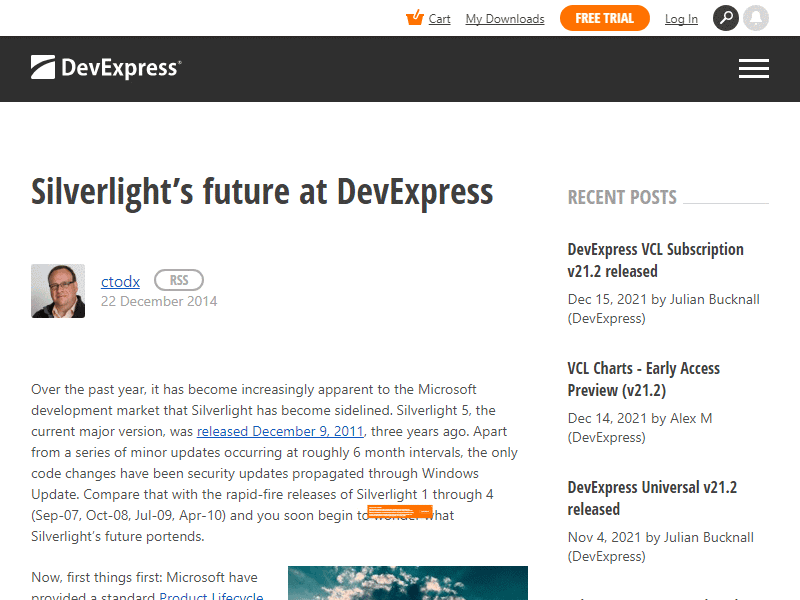 Cart My Downloads FREE TRIAL Log In
DevExpress
Silverlight's future at DevExpress
ctodx RSS
22 December 2014
Over the past year, it has become increasingly apparent to the Microsoft
development market that Silverlight has become sidelined. Silverlight 5, the
current major version, was released December 9, 2011, three years ago. Apart
from a series of minor updates occurring at roughly 6 month intervals, the only
code changes have been security updates propagated through Windows
Update. Compare that with the rapid-fire releases of Silverlight 1 through 4
(Sep-07, Oct-08, Jul-09, Apr-10) and you soon begin to what
Silverlight's future portends.
Now, first things first: Microsoft have
provided a standard Product Lifecycle
RECENT POSTS
DevExpress VCL Subscription
v21.2 released
Dec 15, 2021 by Julian Bucknall
(DevExpress)
VCL Charts - Early Access
Preview (v21.2)
Dec 14, 2021 by Alex M
(DevExpress)
DevExpress Universal v21.2
released
Nov 4, 2021 by Julian Bucknall
(DevExpress)